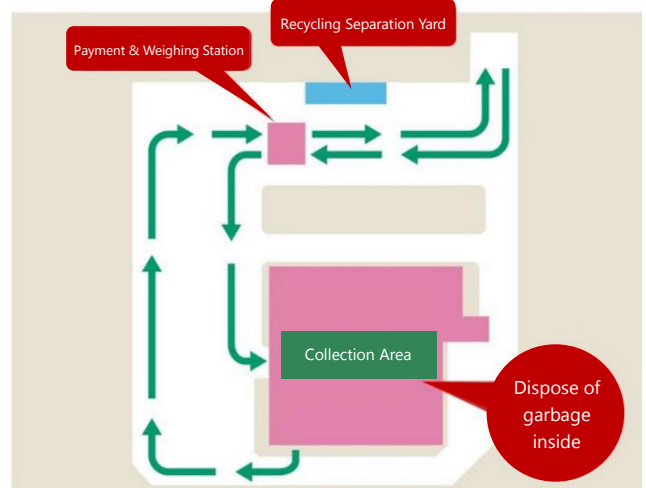 Recycling Separation Yard
Payment & Weighing Station
Collection Area
Dispose of
garbage
inside